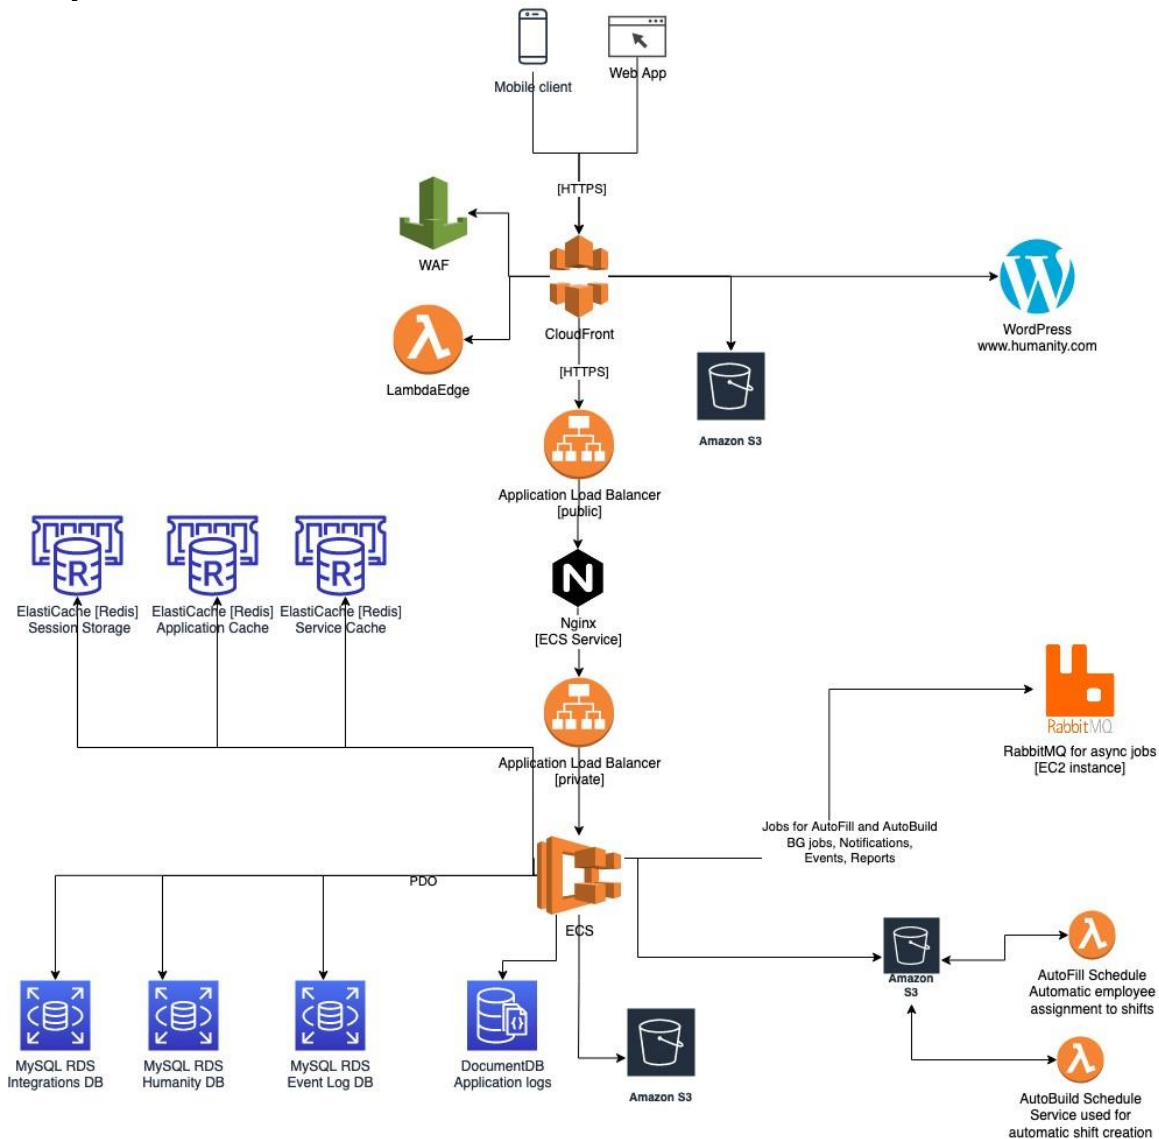 Mobile client
Web App
[HTTPS]
WAF
CloudFront
WordPress
www.humanity.com
LambdaEdge
[HTTPS]
Amazon S3
Application Load Balancer
[public]
R
R
R
ElastiCache [Redis]
Session Storage
ElastiCache [Redis]
Application Cache
ElastiCache [Redis]
Service Cache
N
Nginx
[ECS Service]
RabbitMQ
RabbitMQ for async jobs
[EC2 instance]
Application Load Balancer
[private]
Jobs for AutoFill and AutoBuild
BG jobs, Notifications,
Events, Reports
PDO
ECS
Amazon
S3
AutoFill Schedule
Automatic employee
assignment to shifts
MySQL RDS
Integrations DB
MySQL RDS
Humanity DB
MySQL RDS
Event Log DB
DocumentDB
Application logs
Amazon S3
AutoBuild Schedule
Service used for
automatic shift creation